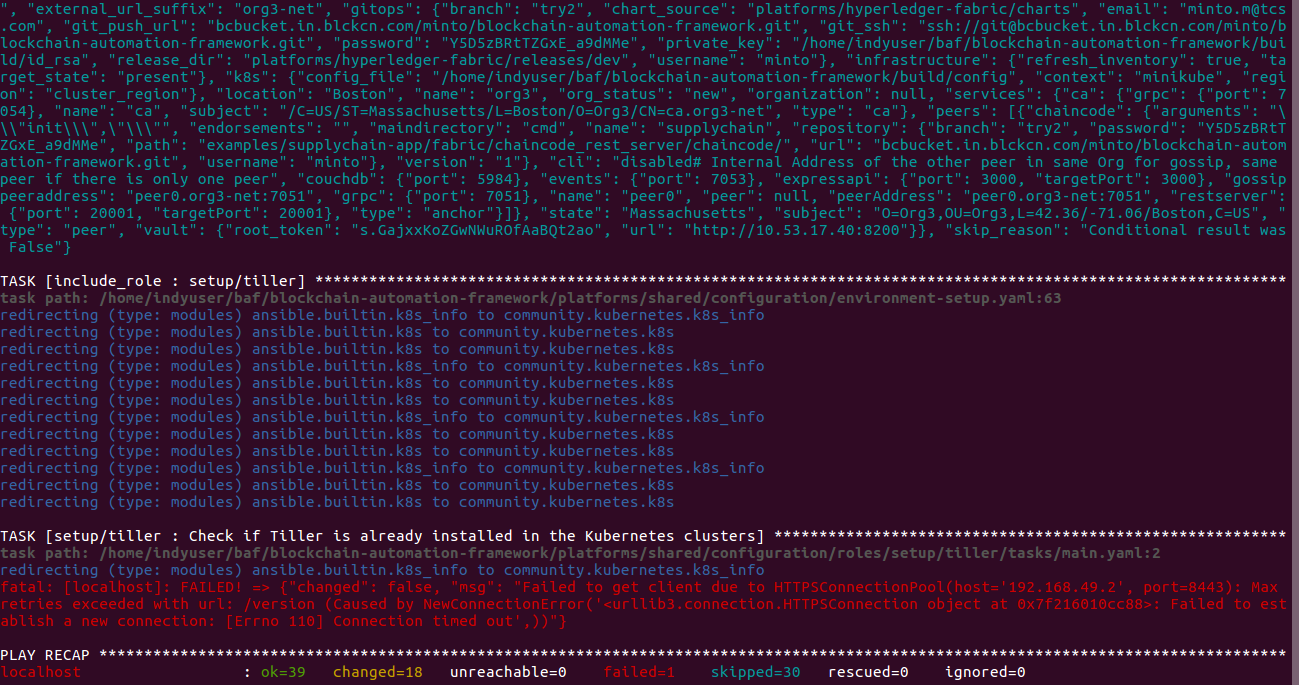 ", "external_url_suffix": "org3-net", "gitops": {"branch": "try2", "chart_source": "platforms/hyperledger-fabric/charts", "email": "minto.m@tcs
.com", "git_push_url": "bcbucket.in.blckcn.com/minto/blockchain-automation-framework.git", "git_ssh": "ssh://git@bcbucket.in.blckcn.com/minto/b
lockchain-automation-framework.git", "password": "Y5D5zBRtTZGxE_a9dMMe", "private_key": "/home/indyuser/baf/blockchain-automation-framework/bui
ld/id_rsa", "release_dir": "platforms/hyperledger-fabric/releases/dev", "username": "minto"}, "infrastructure": {"refresh_inventory": true, "ta
rget_state": "present"}, "k8s": {"config_file": "/home/indyuser/baf/blockchain-automation-framework/build/config", "context": "minikube", "regi
on": "cluster_region"}, "location": "Boston", "name": "org3", "org_status": "new", "organization": null, "services": {"ca": {"grpc": {"port": 7
054}, "name": "ca", "subject": "/C=US/ST=Massachusetts/L=Boston/O=Org3/CN=ca.org3-net", "type": "ca"}, "peers": [{"chaincode": {"arguments": "\
\\"init\\\",\"\\\"", "endorsements": "", "maindirectory": "cmd", "name": "supplychain", "repository": {"branch": "try2", "password": "Y5D5zBRtT
ZGxE_a9dMMe", "path": "examples/supplychain-app/fabric/chaincode_rest_server/chaincode/", "url": "bcbucket.in.blckcn.com/minto/blockchain-autom
ation-framework.git", "username": "minto"}, "version": "1"}, "cli": "disabled# Internal Address of the other peer in same Org for gossip, same
peer if there is only one peer", "couchdb": {"port": 5984}, "events": {"port": 7053}, "expressapi": {"port": 3000, "targetPort": 3000}, "gossip
peeraddress": "peer0.org3-net:7051", "grpc": {"port": 7051}, "name": "peer0", "peer": null, "peerAddress": "peer0.org3-net:7051", "restserver":
{"port": 20001, "targetPort": 20001}, "type": "anchor"}]}, "state": "Massachusetts", "subject": "O=Org3,OU=Org3,L=42.36/-71.06/Boston,C=US", "
type": "peer", "vault": {"root_token": "s.GajxxKoZGwNWuROfAaBQt2ao", "url": "http://10.53.17.40:8200"}}, "skip_reason": "Conditional result was
False"}
TASK [include_role : setup/tiller] ************************************************************************************************************
task path: /home/indyuser/baf/blockchain-automation-framework/platforms/shared/configuration/environment-setup.yaml:63
redirecting (type: modules) ansible.builtin.k8s_info to community.kubernetes.k8s_info
redirecting (type: modules) ansible.builtin.k8s to community.kubernetes.k8s
redirecting (type: modules) ansible.builtin.k8s to community.kubernetes.k8s
redirecting (type: modules) ansible.builtin.k8s_info to community.kubernetes.k8s_info
redirecting (type: modules) ansible.builtin.k8s to community.kubernetes.k8s
redirecting (type: modules) ansible.builtin.k8s to community.kubernetes.k8s
redirecting (type: modules) ansible.builtin.k8s_info to community.kubernetes.k8s_info
redirecting (type: modules) ansible.builtin.k8s to community.kubernetes.k8s
redirecting (type: modules) ansible.builtin.k8s to community.kubernetes.k8s
redirecting (type: modules) ansible.builtin.k8s_info to community.kubernetes.k8s_info
redirecting (type: modules) ansible.builtin.k8s to community.kubernetes.k8s
redirecting (type: modules) ansible.builtin.k8s to community.kubernetes.k8s
TASK [setup/tiller : Check if Tiller is already installed in the Kubernetes clusters] *********************************************************
task path: /home/indyuser/baf/blockchain-automation-framework/platforms/shared/configuration/roles/setup/tiller/tasks/main.yaml:2
redirecting (type: modules) ansible.builtin.k8s_info to community.kubernetes.k8s_info
fatal: [localhost]: FAILED! => {"changed": false, "msg": "Failed to get client due to HTTPSConnectionPool(host='192.168.49.2', port=8443): Max
retries exceeded with url: /version (Caused by NewConnectionError('<urllib3.connection.HTTPSConnection object at 0x7f216010cc88>: Failed to est
ablish a new connection: [Errno 110] Connection timed out',))"}
PLAY RECAP ************************************************************************************************************************************
localhost : ok=39 changed=18 unreachable=0 failed=1 skipped=30 rescued=0 ignored=0